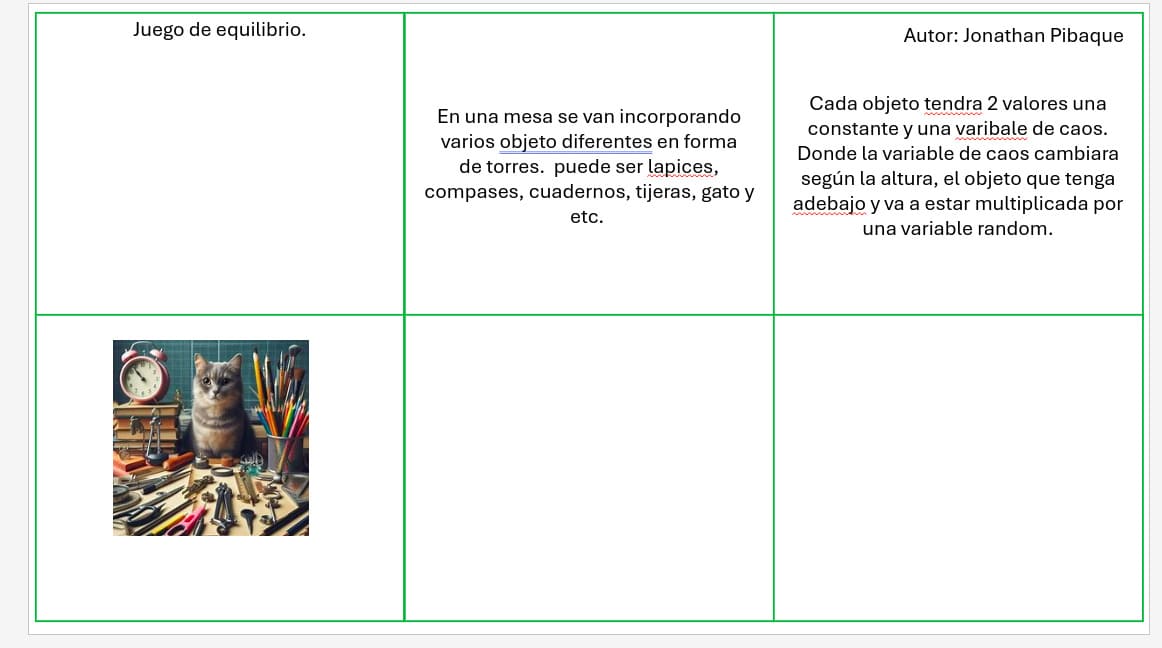 Juego de equilibrio.
En una mesa se van incorporando
varios objeto diferentes en forma
de torres.  puede ser lapices,
compases, cuadernos, tijeras, gato y
etc.
Autor: Jonathan Pibaque
Cada objeto tendra 2 valores una
constante y una varibale de caos.
Donde la variable de caos cambiara
según la altura, el objeto que tenga
adebajo y va a estar multiplicada por
una variable random.